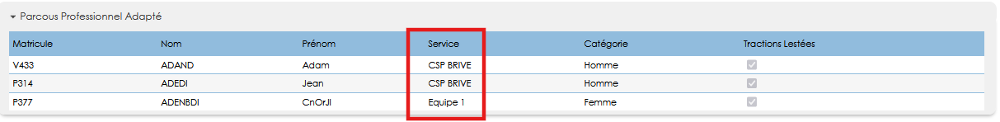 Parcous Professionnel Adapté
Matricule Nom Prénom Service Catégorie Tractions Lestées
V433 ADAND Adam CSP BRIVE Homme
P314 ADEDI Jean CSP BRIVE Homme
P377 ADENBDI CnOrJl Equipe 1 Femme